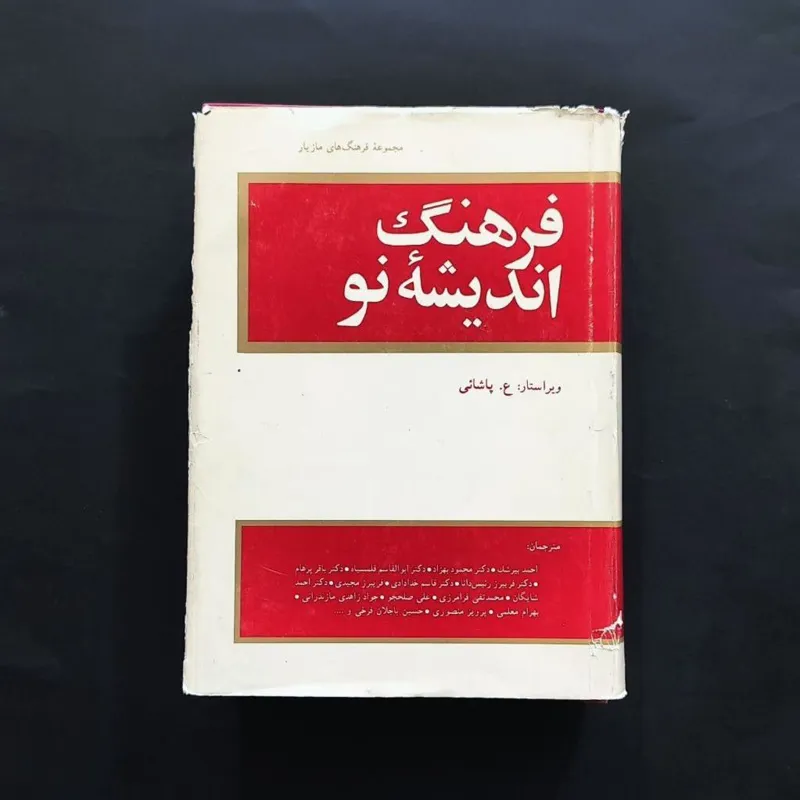 مجموعهٔ فرهنگ‌های مازیار
فرهنگ
اندیشهٔ نو
ویراستار: ع. پاشائی
مترجمان:
احمد بیرشک • دکتر محمود بهزاد • دکتر ابوالقاسم قلمسیاه • دکتر باقر پرهام
• دکتر فریبرز رئیس‌دانا • دکتر قاسم خدادادی • فریبرز مجیدی • دکتر احمد
شایگان • محمدتقی فرامرزی • علی صلحجو • جواد زاهدی مازندرانی •
بهرام معلمی • پرویز منصوری • حسین باجلان فرخی و ....